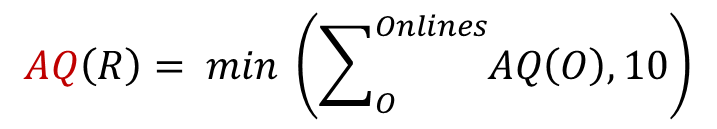 AQ(R) = min (∑_O^Onlines AQ(O), 10)